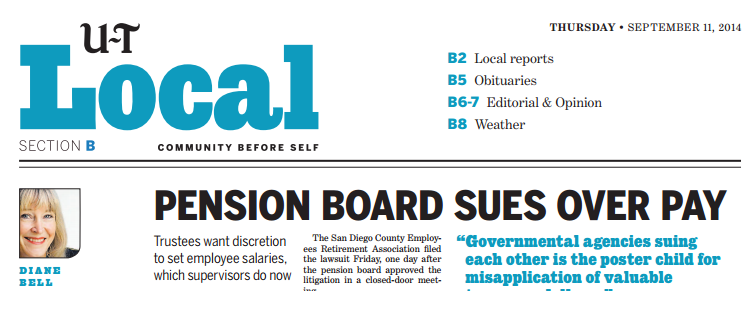 U-T
Local
SECTION B
COMMUNITY BEFORE SELF
THURSDAY • SEPTEMBER 11, 2014
B2 Local reports
B5 Obituaries
B6-7 Editorial & Opinion
B8 Weather
DIANE
BELL
PENSION BOARD SUES OVER PAY
Trustees want discretion
to set employee salaries,
which supervisors do now
The San Diego County Employ-
ees Retirement Association filed
the lawsuit Friday, one day after
the pension board approved the
litigation in a closed-door meet-
“Governmental agencies suing
each other is the poster child for
misapplication of valuable